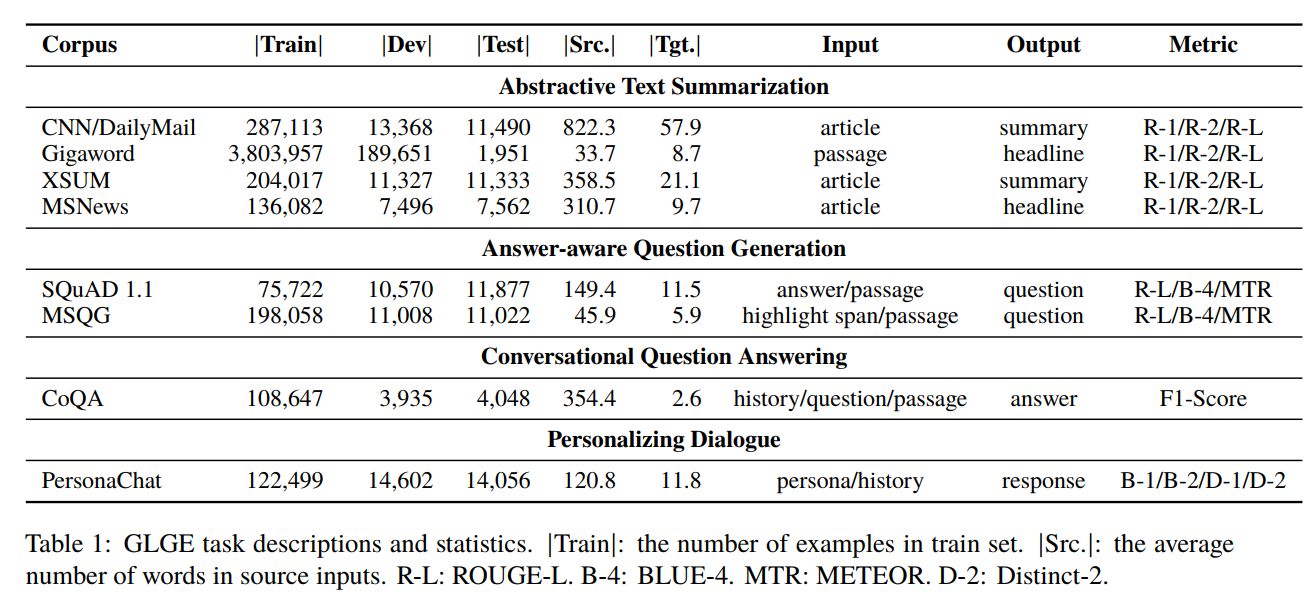 Corpus |Train| |Dev| |Test| |Src.| |Tgt.| Input Output Metric
Abstractive Text Summarization
CNN/DailyMail 287,113 13,368 11,490 822.3 57.9 article summary R-1/R-2/R-L
Gigaword 3,803,957 189,651 1,951 33.7 8.7 passage headline R-1/R-2/R-L
XSUM 204,017 11,327 11,333 358.5 21.1 article summary R-1/R-2/R-L
MSNews 136,082 7,496 7,562 310.7 9.7 article headline R-1/R-2/R-L
Answer-aware Question Generation
SQuAD 1.1 75,722 10,570 11,877 149.4 11.5 answer/passage question R-L/B-4/MTR
MSQG 198,058 11,008 11,022 45.9 5.9 highlight span/passage question R-L/B-4/MTR
Conversational Question Answering
CoQA 108,647 3,935 4,048 354.4 2.6 history/question/passage answer F1-Score
Personalizing Dialogue
PersonaChat 122,499 14,602 14,056 120.8 11.8 persona/history response B-1/B-2/D-1/D-2
Table 1: GLGE task descriptions and statistics. |Train|: the number of examples in train set. |Src.|: the average
number of words in source inputs. R-L: ROUGE-L. B-4: BLUE-4. MTR: METEOR. D-2: Distinct-2.